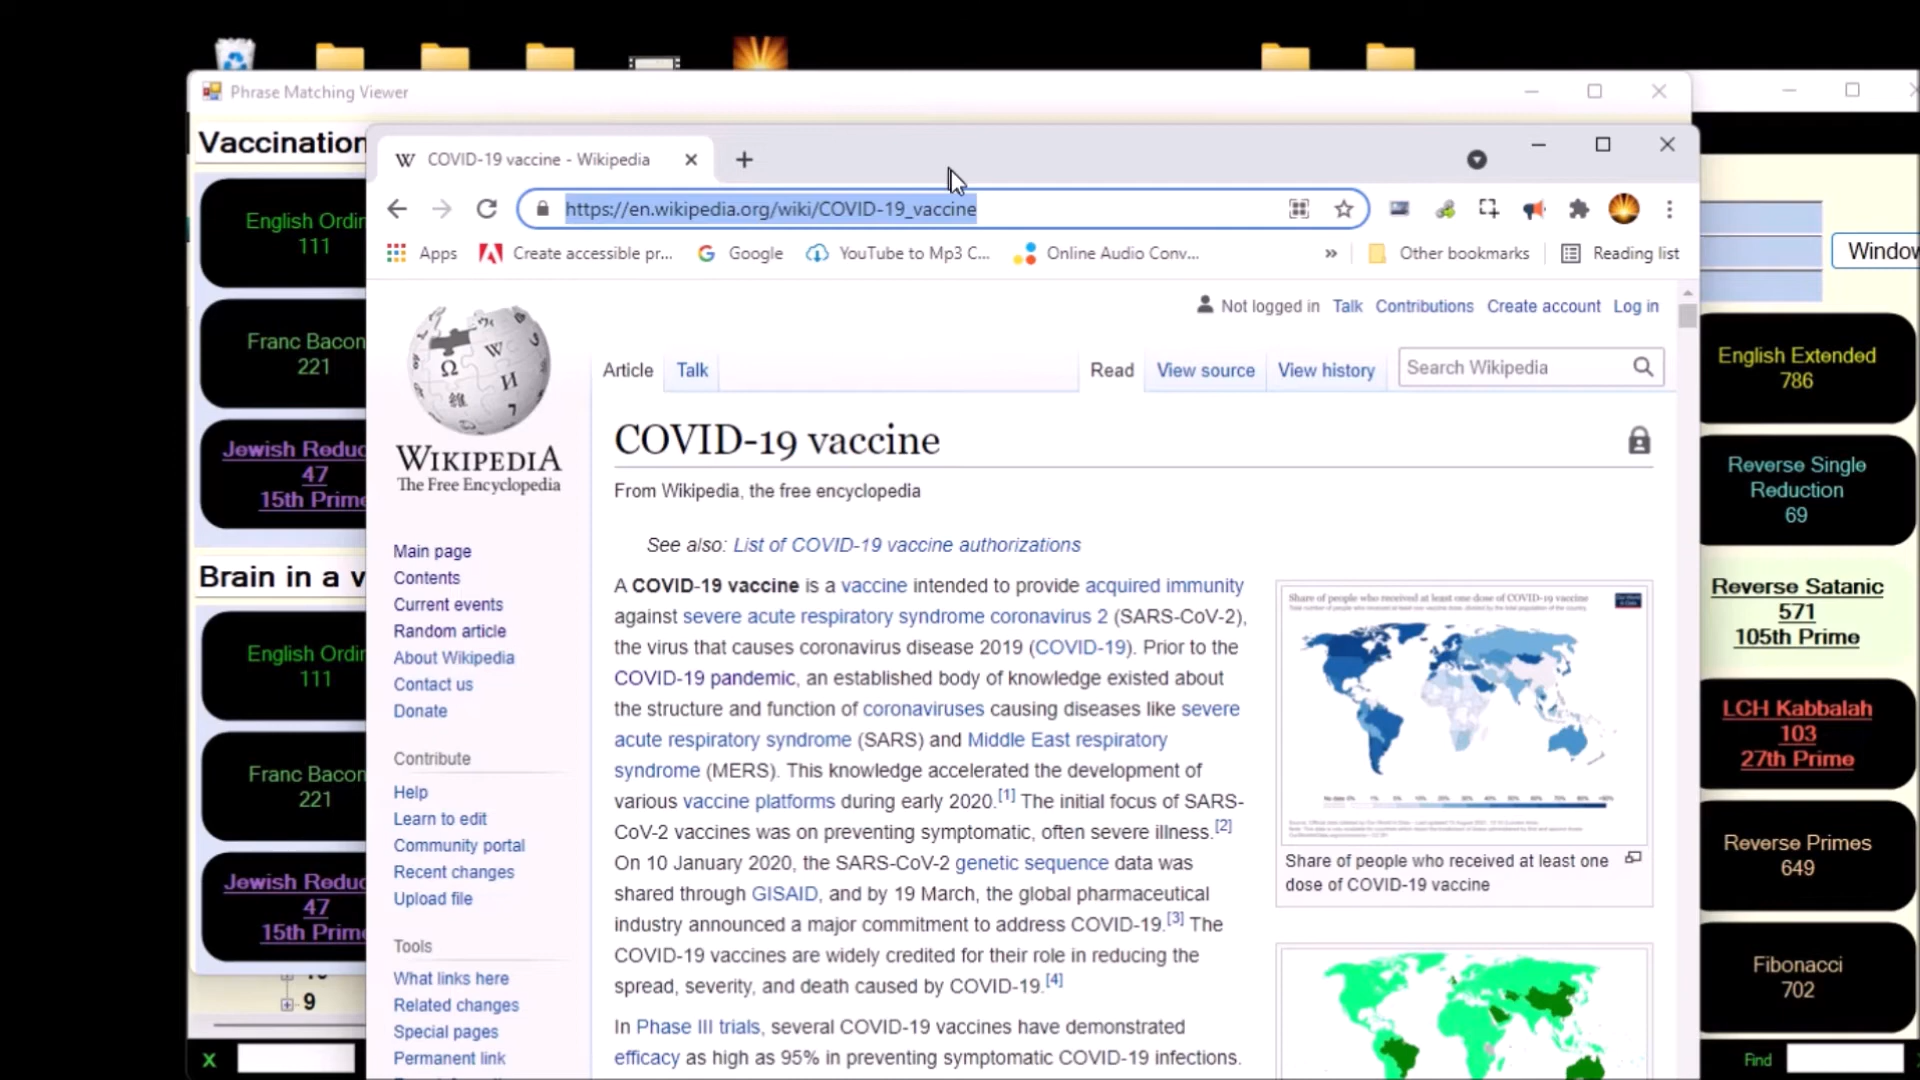 Phrase Matching Viewer
Vaccination
English Ordin
111
Franc Bacon
221
Jewish Reduc
47
15th Prime
Brain in a v
English Ordin
111
Franc Bacon
221
Jewish Reduc
47
15th Prime
9
X
COVID-19 vaccine - Wikipedia
https://en.wikipedia.org/wiki/COVID-19_vaccine
Apps
Create accessible pr...
Google
YouTube to Mp3 C...
Online Audio Conv...
»
Other bookmarks
Reading list
Not logged in Talk Contributions Create account Log in
Article Talk Read View source View history Search Wikipedia
WIKIPEDIA
The Free Encyclopedia
Main page
Contents
Current events
Random article
About Wikipedia
Contact us
Donate
Contribute
Help
Learn to edit
Community portal
Recent changes
Upload file
Tools
What links here
Related changes
Special pages
Permanent link
COVID-19 vaccine
From Wikipedia, the free encyclopedia
See also: List of COVID-19 vaccine authorizations
A COVID-19 vaccine is a vaccine intended to provide acquired immunity
against severe acute respiratory syndrome coronavirus 2 (SARS-CoV-2),
the virus that causes coronavirus disease 2019 (COVID-19). Prior to the
COVID-19 pandemic, an established body of knowledge existed about
the structure and function of coronaviruses causing diseases like severe
acute respiratory syndrome (SARS) and Middle East respiratory
syndrome (MERS). This knowledge accelerated the development of
various vaccine platforms during early 2020.[1] The initial focus of SARS-
CoV-2 vaccines was on preventing symptomatic, often severe illness.[2]
On 10 January 2020, the SARS-CoV-2 genetic sequence data was
shared through GISAID, and by 19 March, the global pharmaceutical
industry announced a major commitment to address COVID-19.[3] The
COVID-19 vaccines are widely credited for their role in reducing the
spread, severity, and death caused by COVID-19.[4]
In Phase III trials, several COVID-19 vaccines have demonstrated
efficacy as high as 95% in preventing symptomatic COVID-19 infections.
Share of people who received at least one dose of COVID-19 vaccine
Share of people who received at least one
dose of COVID-19 vaccine
Window
English Extended
786
Reverse Single
Reduction
69
Reverse Satanic
571
105th Prime
LCH Kabbalah
103
27th Prime
Reverse Primes
649
Fibonacci
702
Find